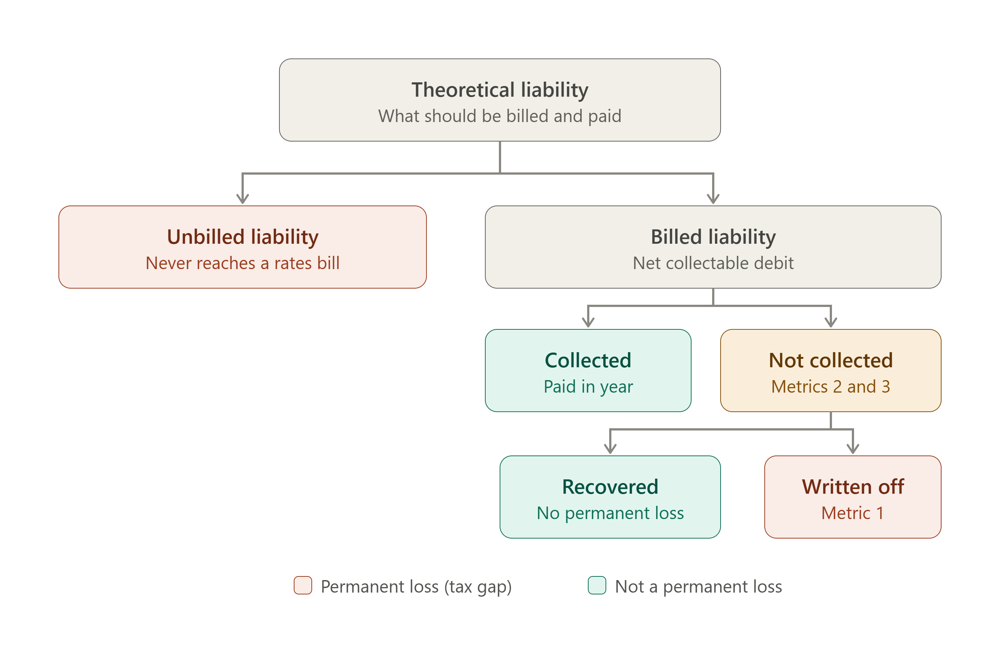 Theoretical liability
What should be billed and paid
Unbilled liability
Never reaches a rates bill
Billed liability
Net collectable debit
Collected
Paid in year
Not collected
Metrics 2 and 3
Recovered
No permanent loss
Written off
Metric 1
Permanent loss (tax gap)
Not a permanent loss